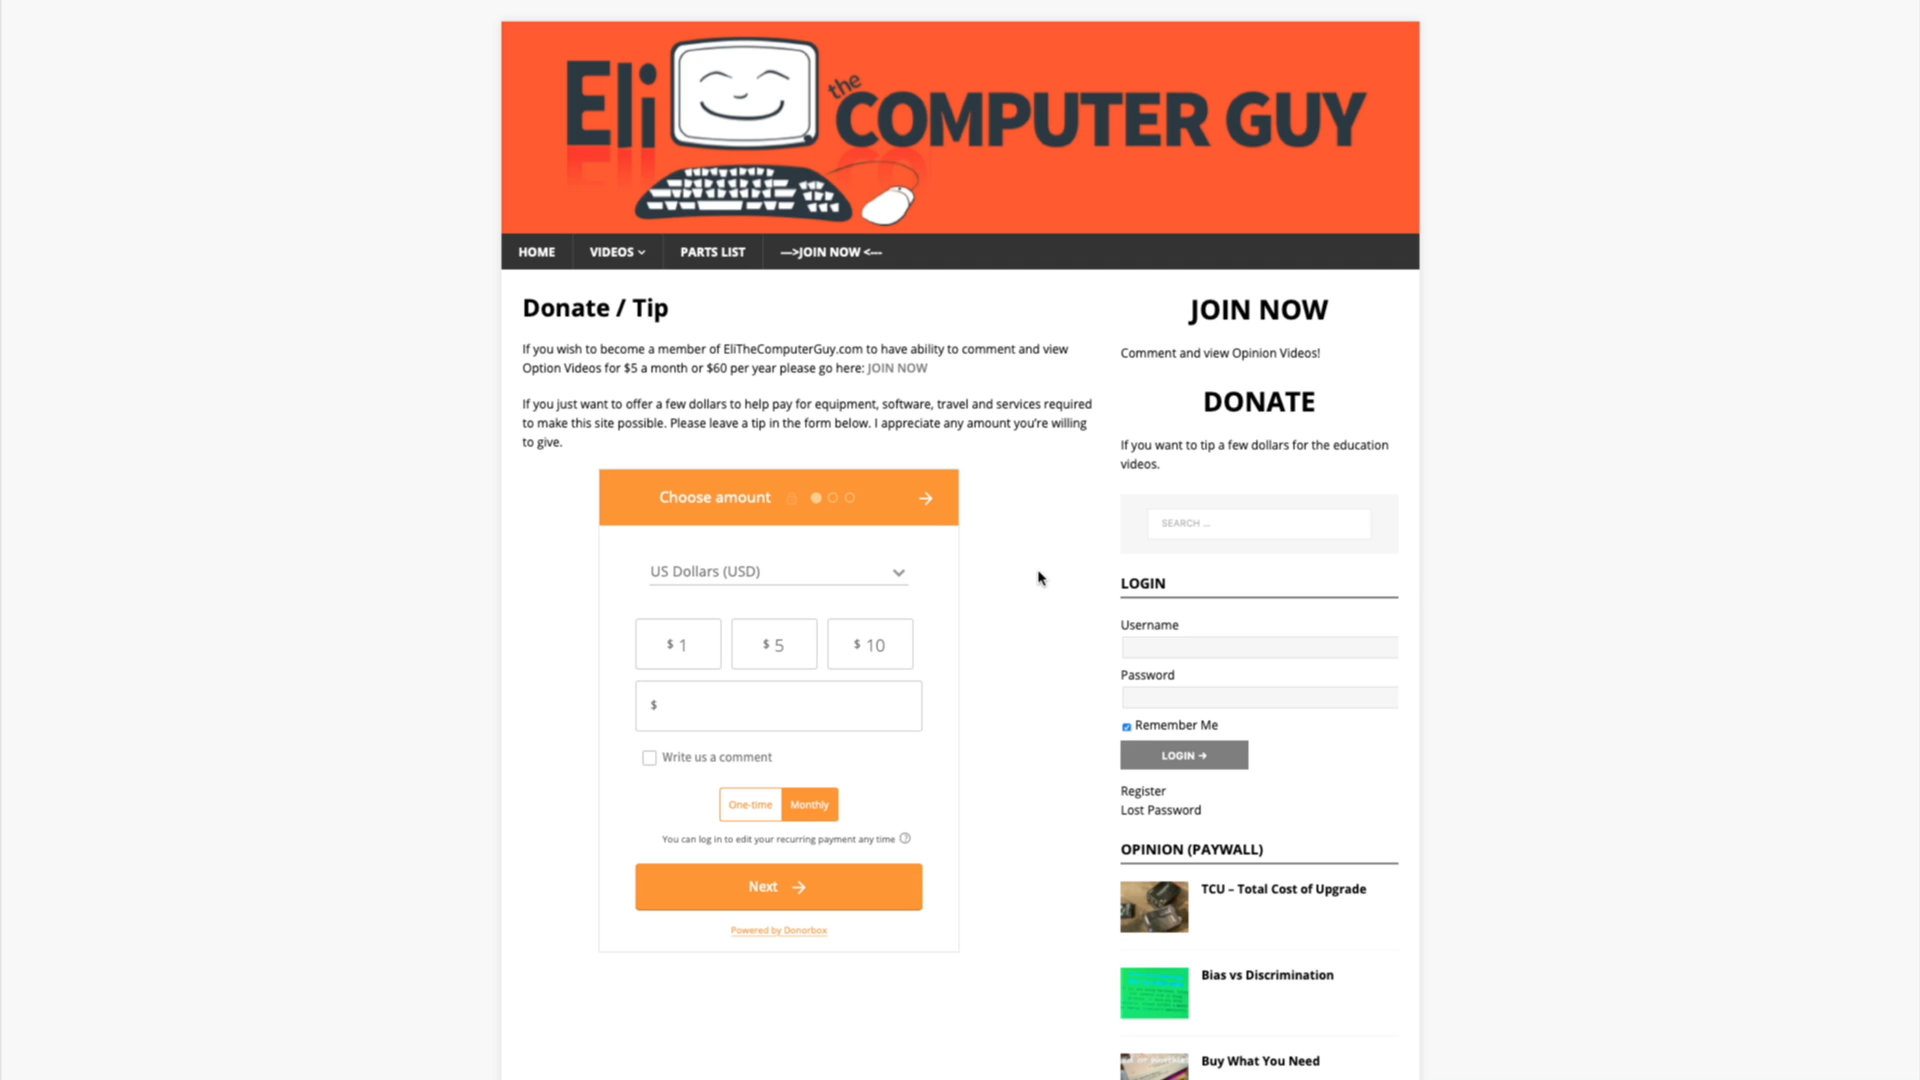 Eli the COMPUTER GUY
HOME VIDEOS PARTS LIST --->JOIN NOW <---
Donate / Tip
If you wish to become a member of EliTheComputerGuy.com to have ability to comment and view
Option Videos for $5 a month or $60 per year please go here: JOIN NOW
If you just want to offer a few dollars to help pay for equipment, software, travel and services required
to make this site possible. Please leave a tip in the form below. I appreciate any amount you're willing
to give.
Choose amount
US Dollars (USD)
$ 1 $ 5 $ 10
$
Write us a comment
One-time Monthly
You can log in to edit your recurring payment any time ?
Next →
Powered by Donorbox
JOIN NOW
Comment and view Opinion Videos!
DONATE
If you want to tip a few dollars for the education
videos.
SEARCH ...
LOGIN
Username
Password
Remember Me
LOGIN →
Register
Lost Password
OPINION (PAYWALL)
TCU – Total Cost of Upgrade
Bias vs Discrimination
Buy What You Need